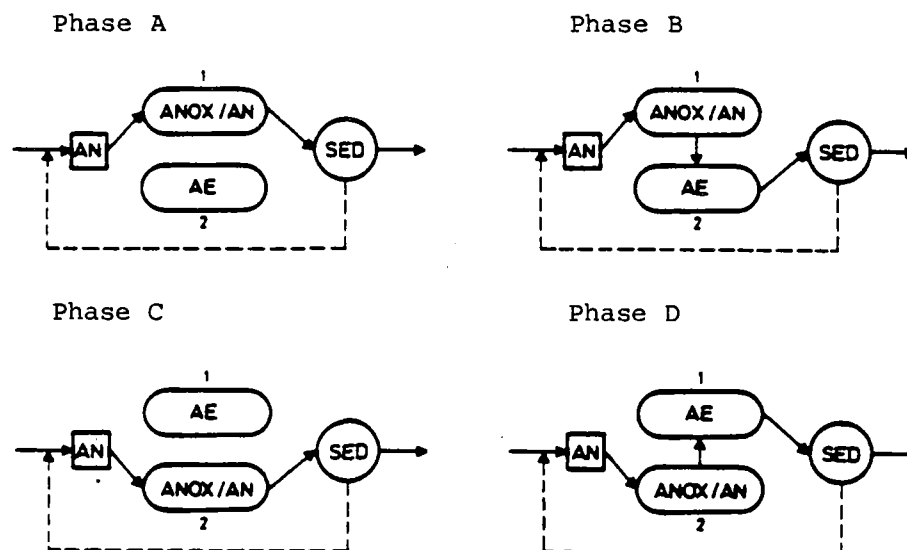 Phase A
1
AN
ANOX/AN
SED
AE
2
Phase B
1
AN
ANOX/AN
SED
AE
2
Phase C
1
AE
AN
SED
ANOX/AN
2
Phase D
1
AE
AN
SED
ANOX/AN
2